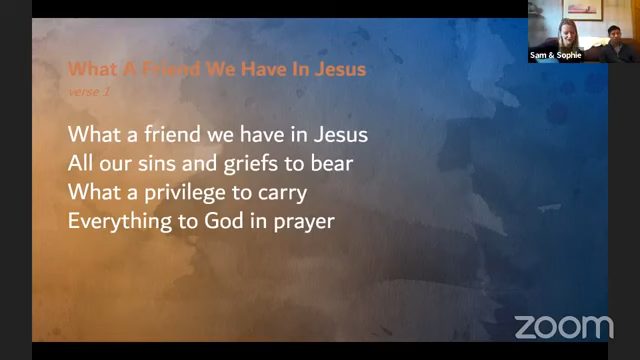 Sam & Sophie
What A Friend We Have In Jesus
verse 1
What a friend we have in Jesus
All our sins and griefs to bear
What a privilege to carry
Everything to God in prayer
zoom